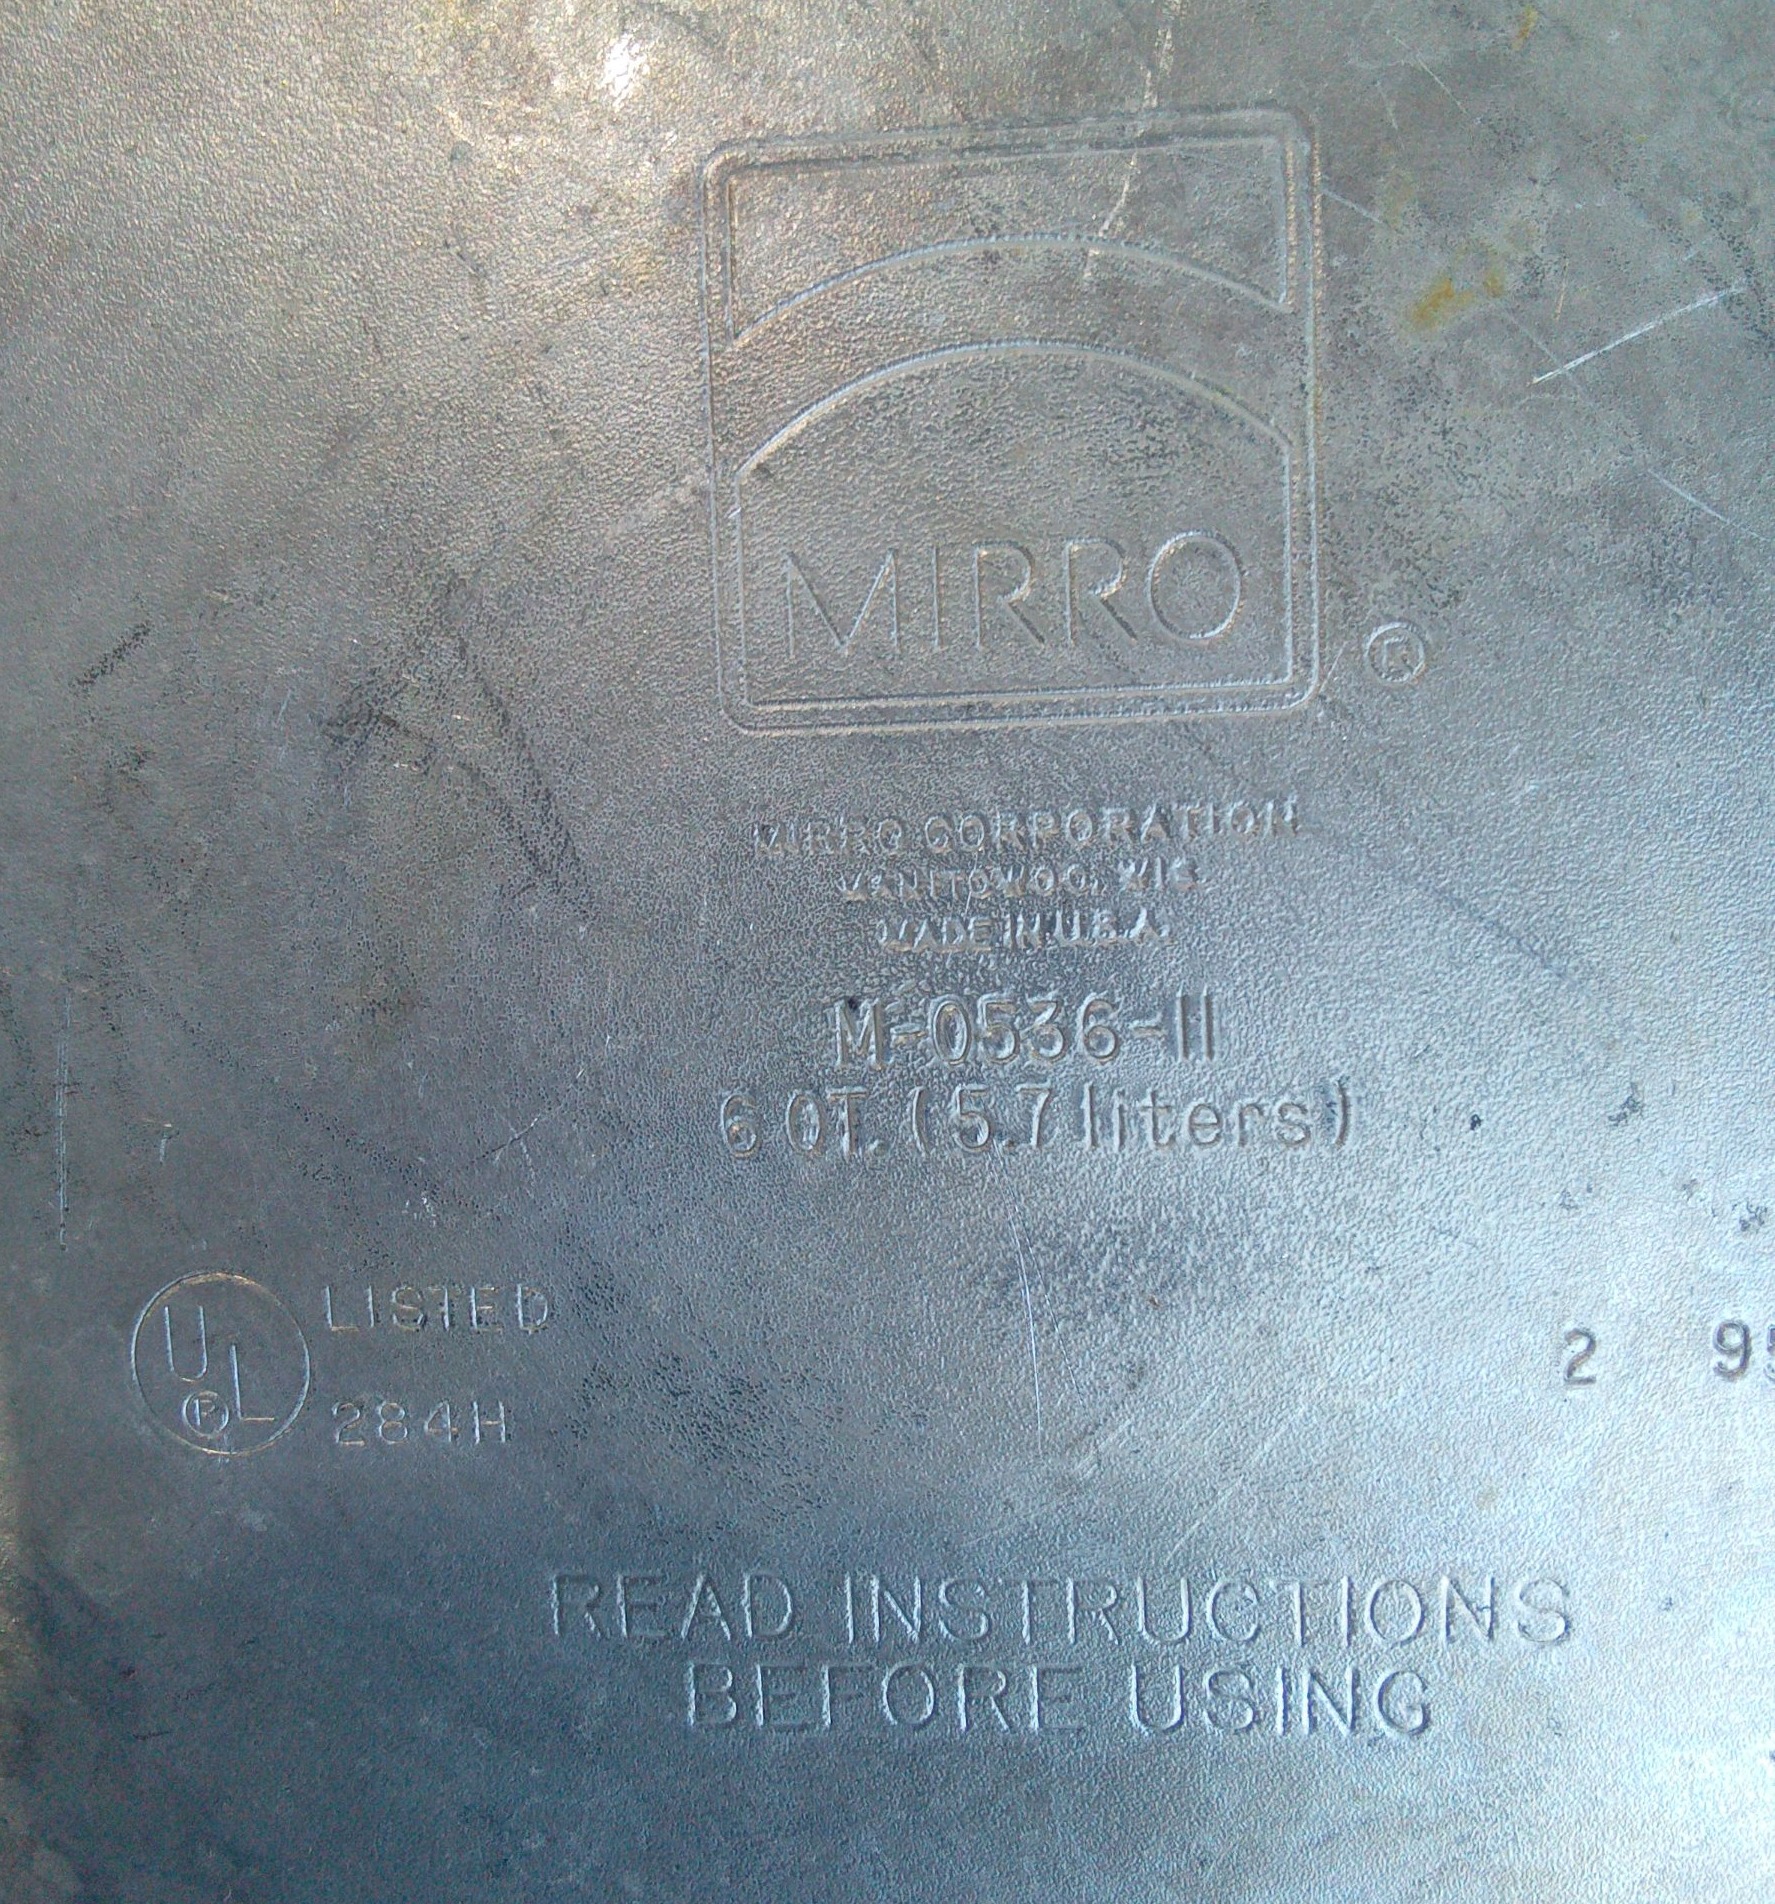 MIRRO
®
MIRRO CORPORATION
MANITOWOC, WIS.
MADE IN U.S.A.
M-0536-11
6 QT. (5.7 liters)
UL ® LISTED
284H
2 95
READ INSTRUCTIONS
BEFORE USING